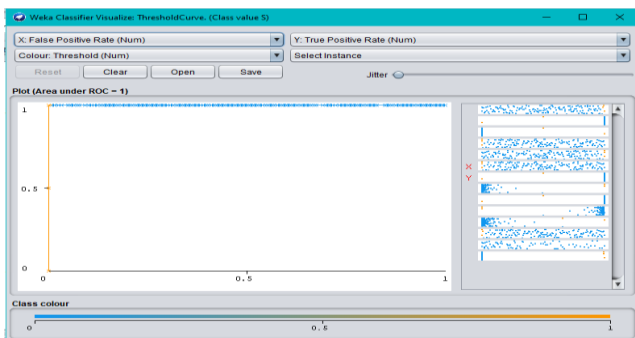 Weka Classifier Visualize: ThresholdCurve. (Class value 5)
X: False Positive Rate (Num) Y: True Positive Rate (Num)
Colour: Threshold (Num) Select Instance
Reset Clear Open Save Jitter
Plot (Area under ROC = 1)
1
0.5
0
0 0.5 1
X
Y
Class colour
0 0.5 1